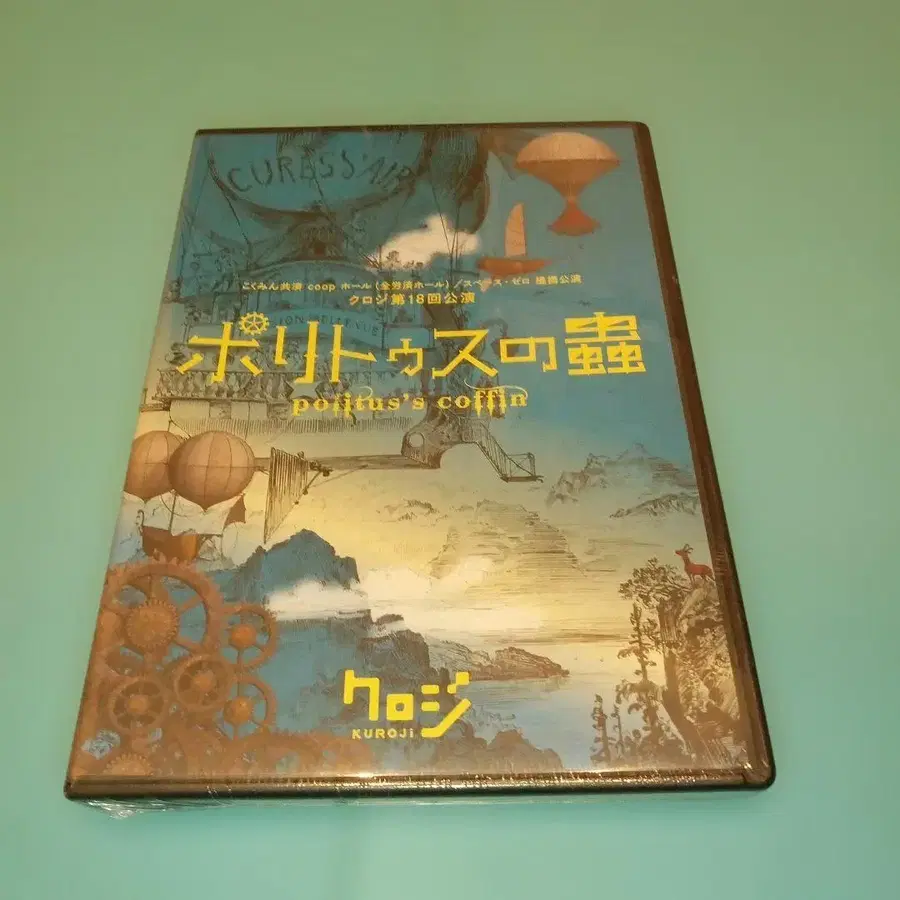 CURESS'AIR
こくみん共済 coop ホール(全労済ホール)/スペース・ゼロ 提携公演
クロジ第18回公演
ポリトゥスの蟲
politus's coffin
クロジ
KUROJI